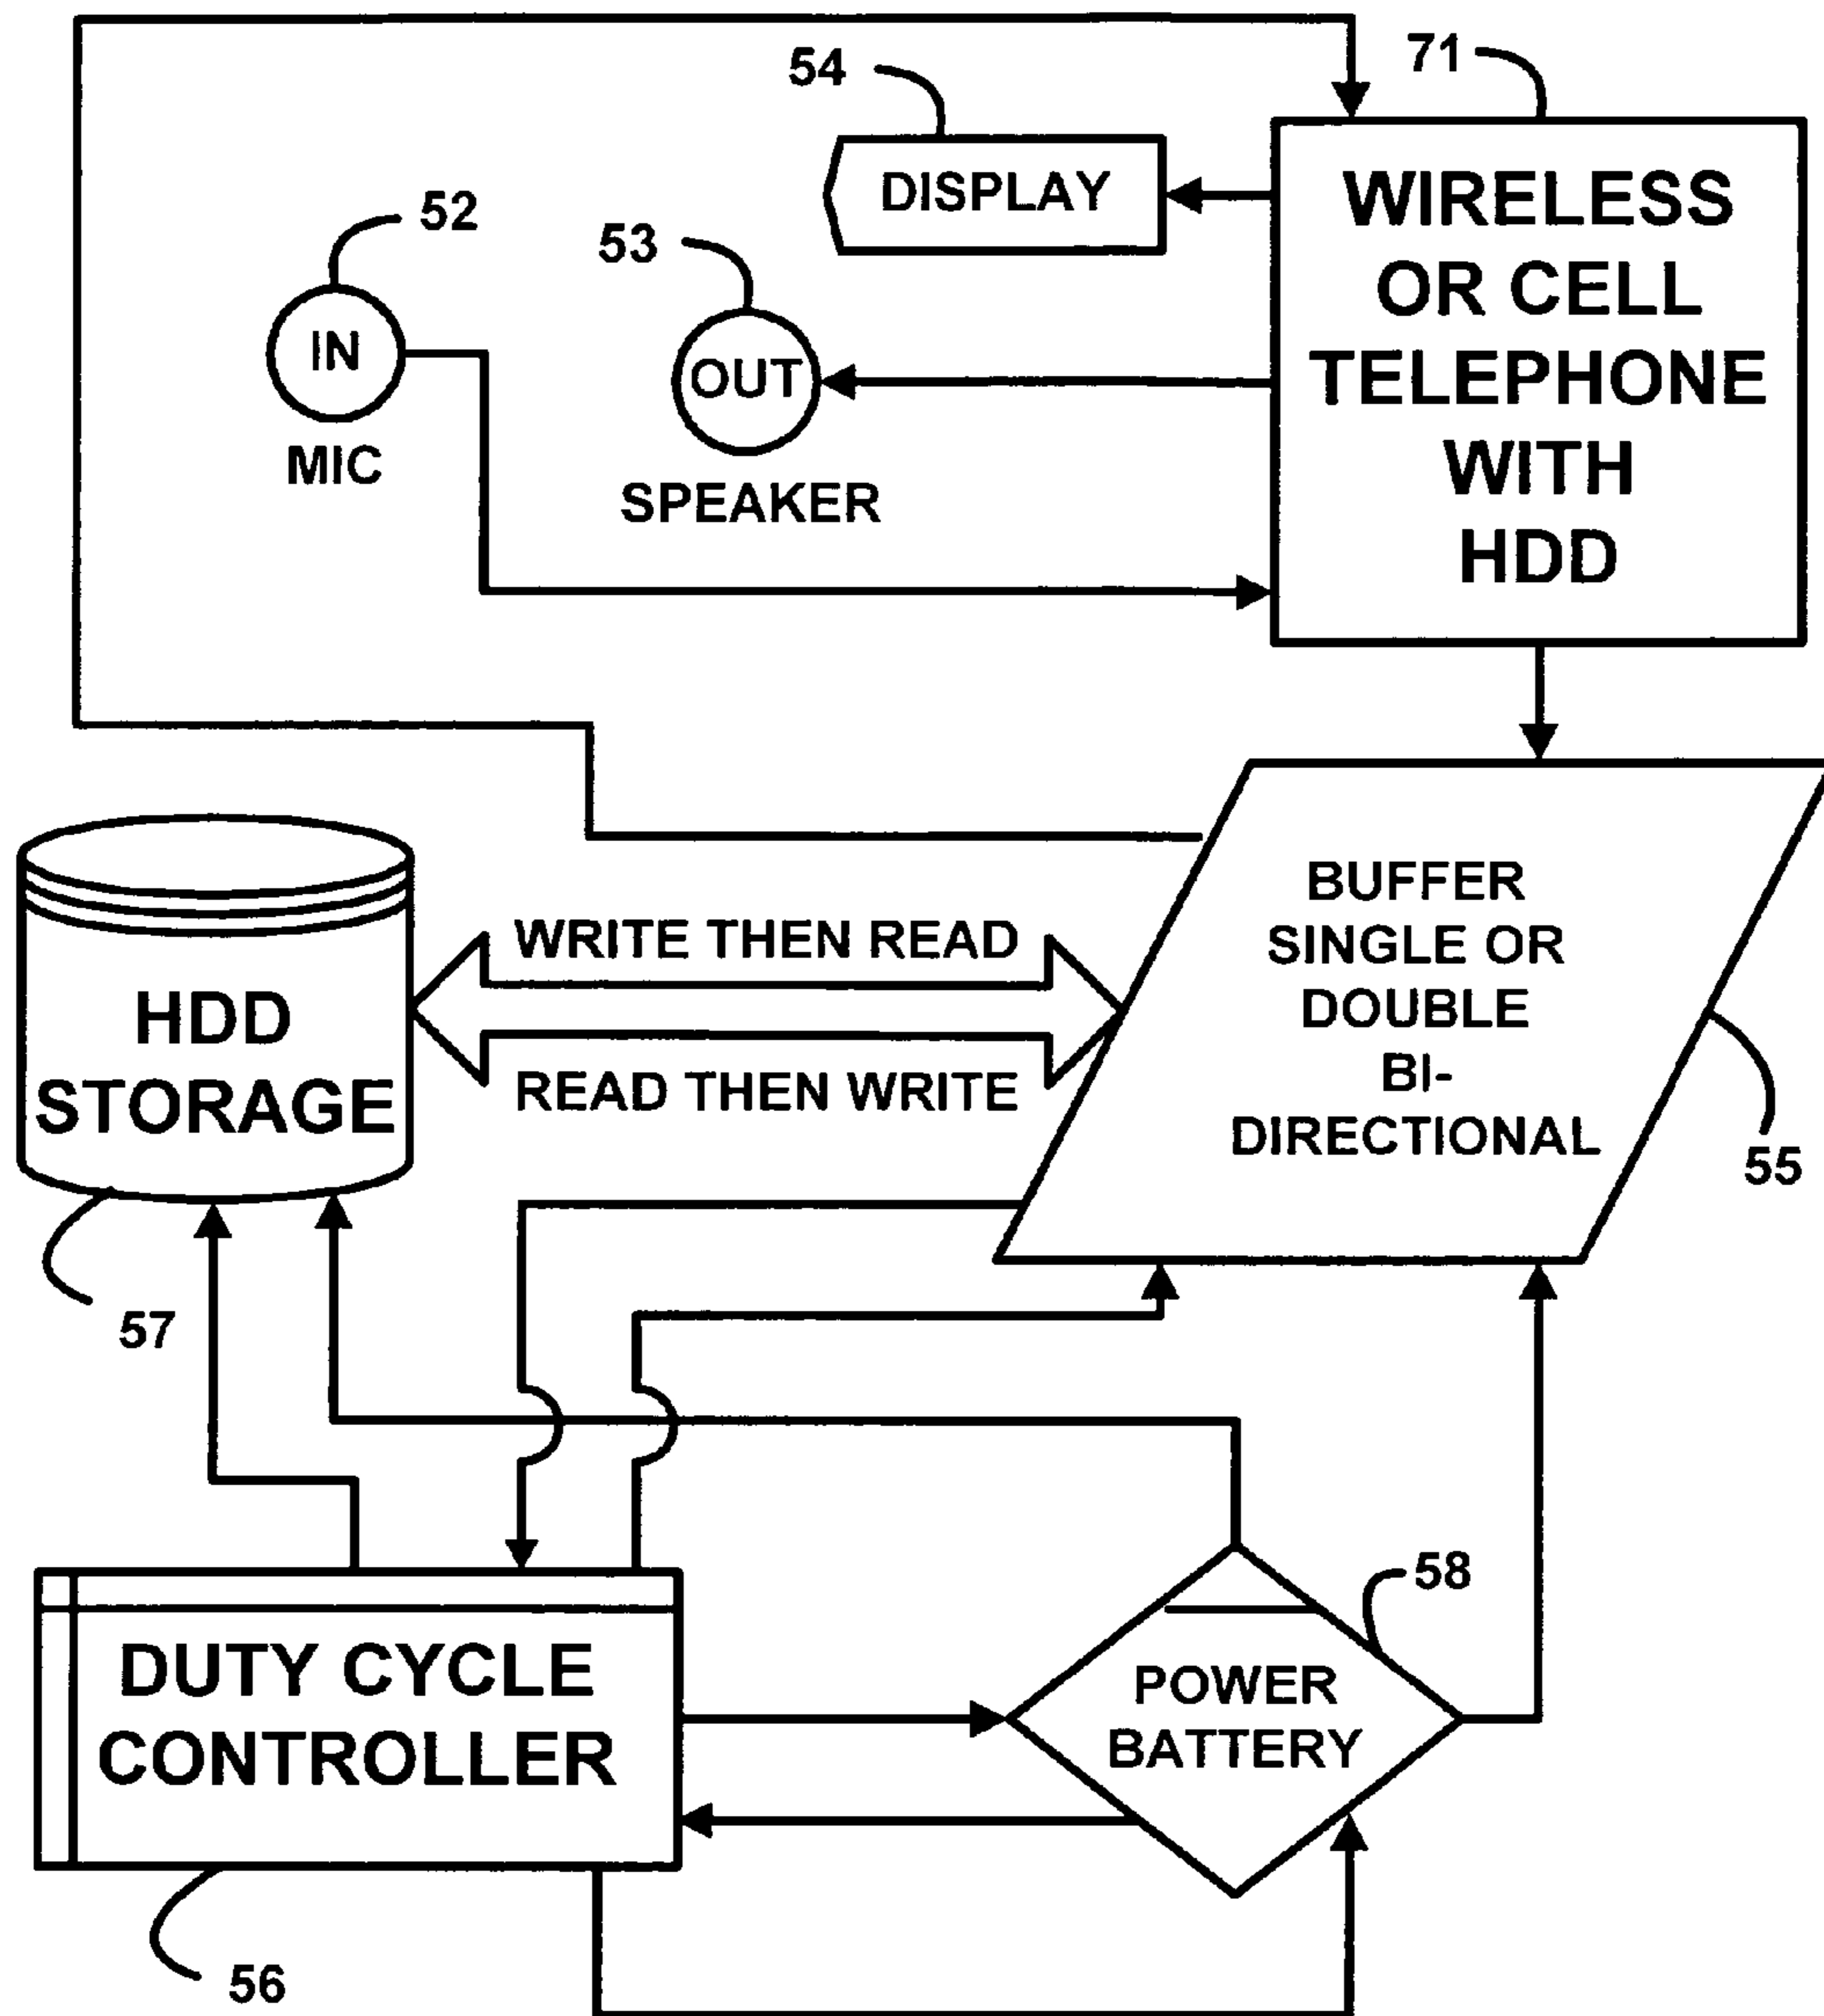 54
71
DISPLAY
WIRELESS
OR CELL
TELEPHONE
WITH
HDD
52
53
IN
OUT
MIC
SPEAKER
BUFFER
SINGLE OR
DOUBLE
BI-
DIRECTIONAL
WRITE THEN READ
HDD
STORAGE
READ THEN WRITE
55
57
58
DUTY CYCLE
CONTROLLER
POWER
BATTERY
56